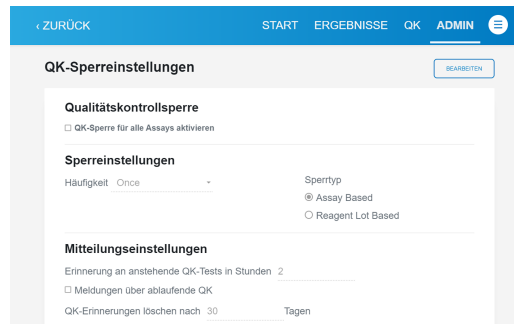 ‹ ZURÜCK START ERGEBNISSE QK ADMIN
QK-Sperreinstellungen BEARBEITEN
Qualitätskontrollsperre
QK-Sperre für alle Assays aktivieren
Sperreinstellungen
Häufigkeit Once Sperrtyp
Assay Based
Reagent Lot Based
Mitteilungseinstellungen
Erinnerung an anstehende QK-Tests in Stunden 2
Meldungen über ablaufende QK
QK-Erinnerungen löschen nach 30 Tagen